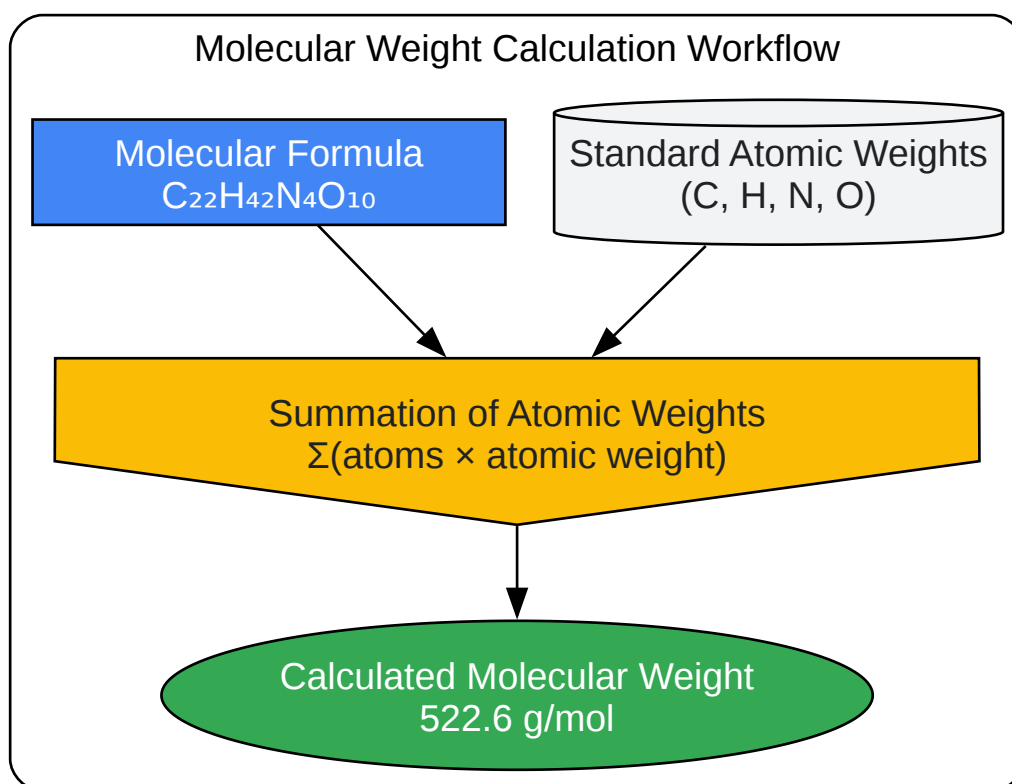 Molecular Weight Calculation Workflow
Molecular Formula
C₂₂H₄₂N₄O₁₀
Standard Atomic Weights
(C, H, N, O)
Summation of Atomic Weights
Σ(atoms × atomic weight)
Calculated Molecular Weight
522.6 g/mol